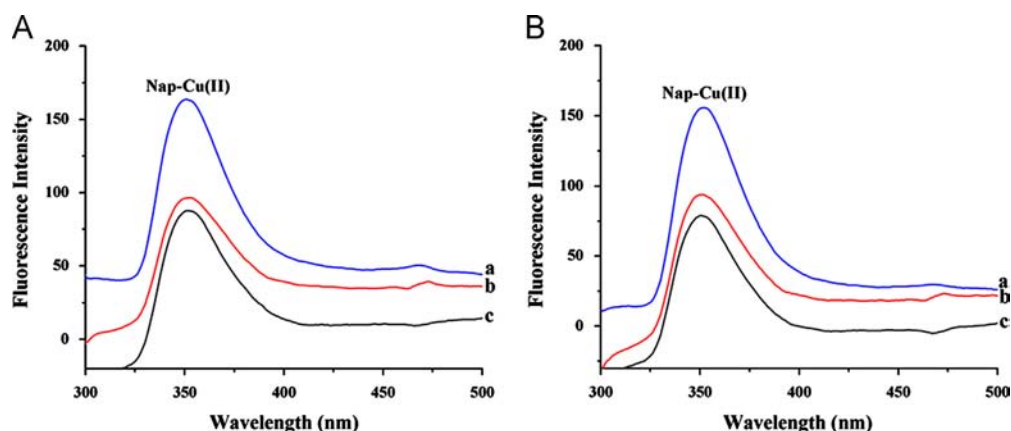 A
B
200
150
100
50
0
Fluorescence Intensity
Nap-Cu(II)
a
b
c
300
350
400
450
500
Wavelength (nm)
200
150
100
50
0
Fluorescence Intensity
Nap-Cu(II)
a
b
c
300
350
400
450
500
Wavelength (nm)